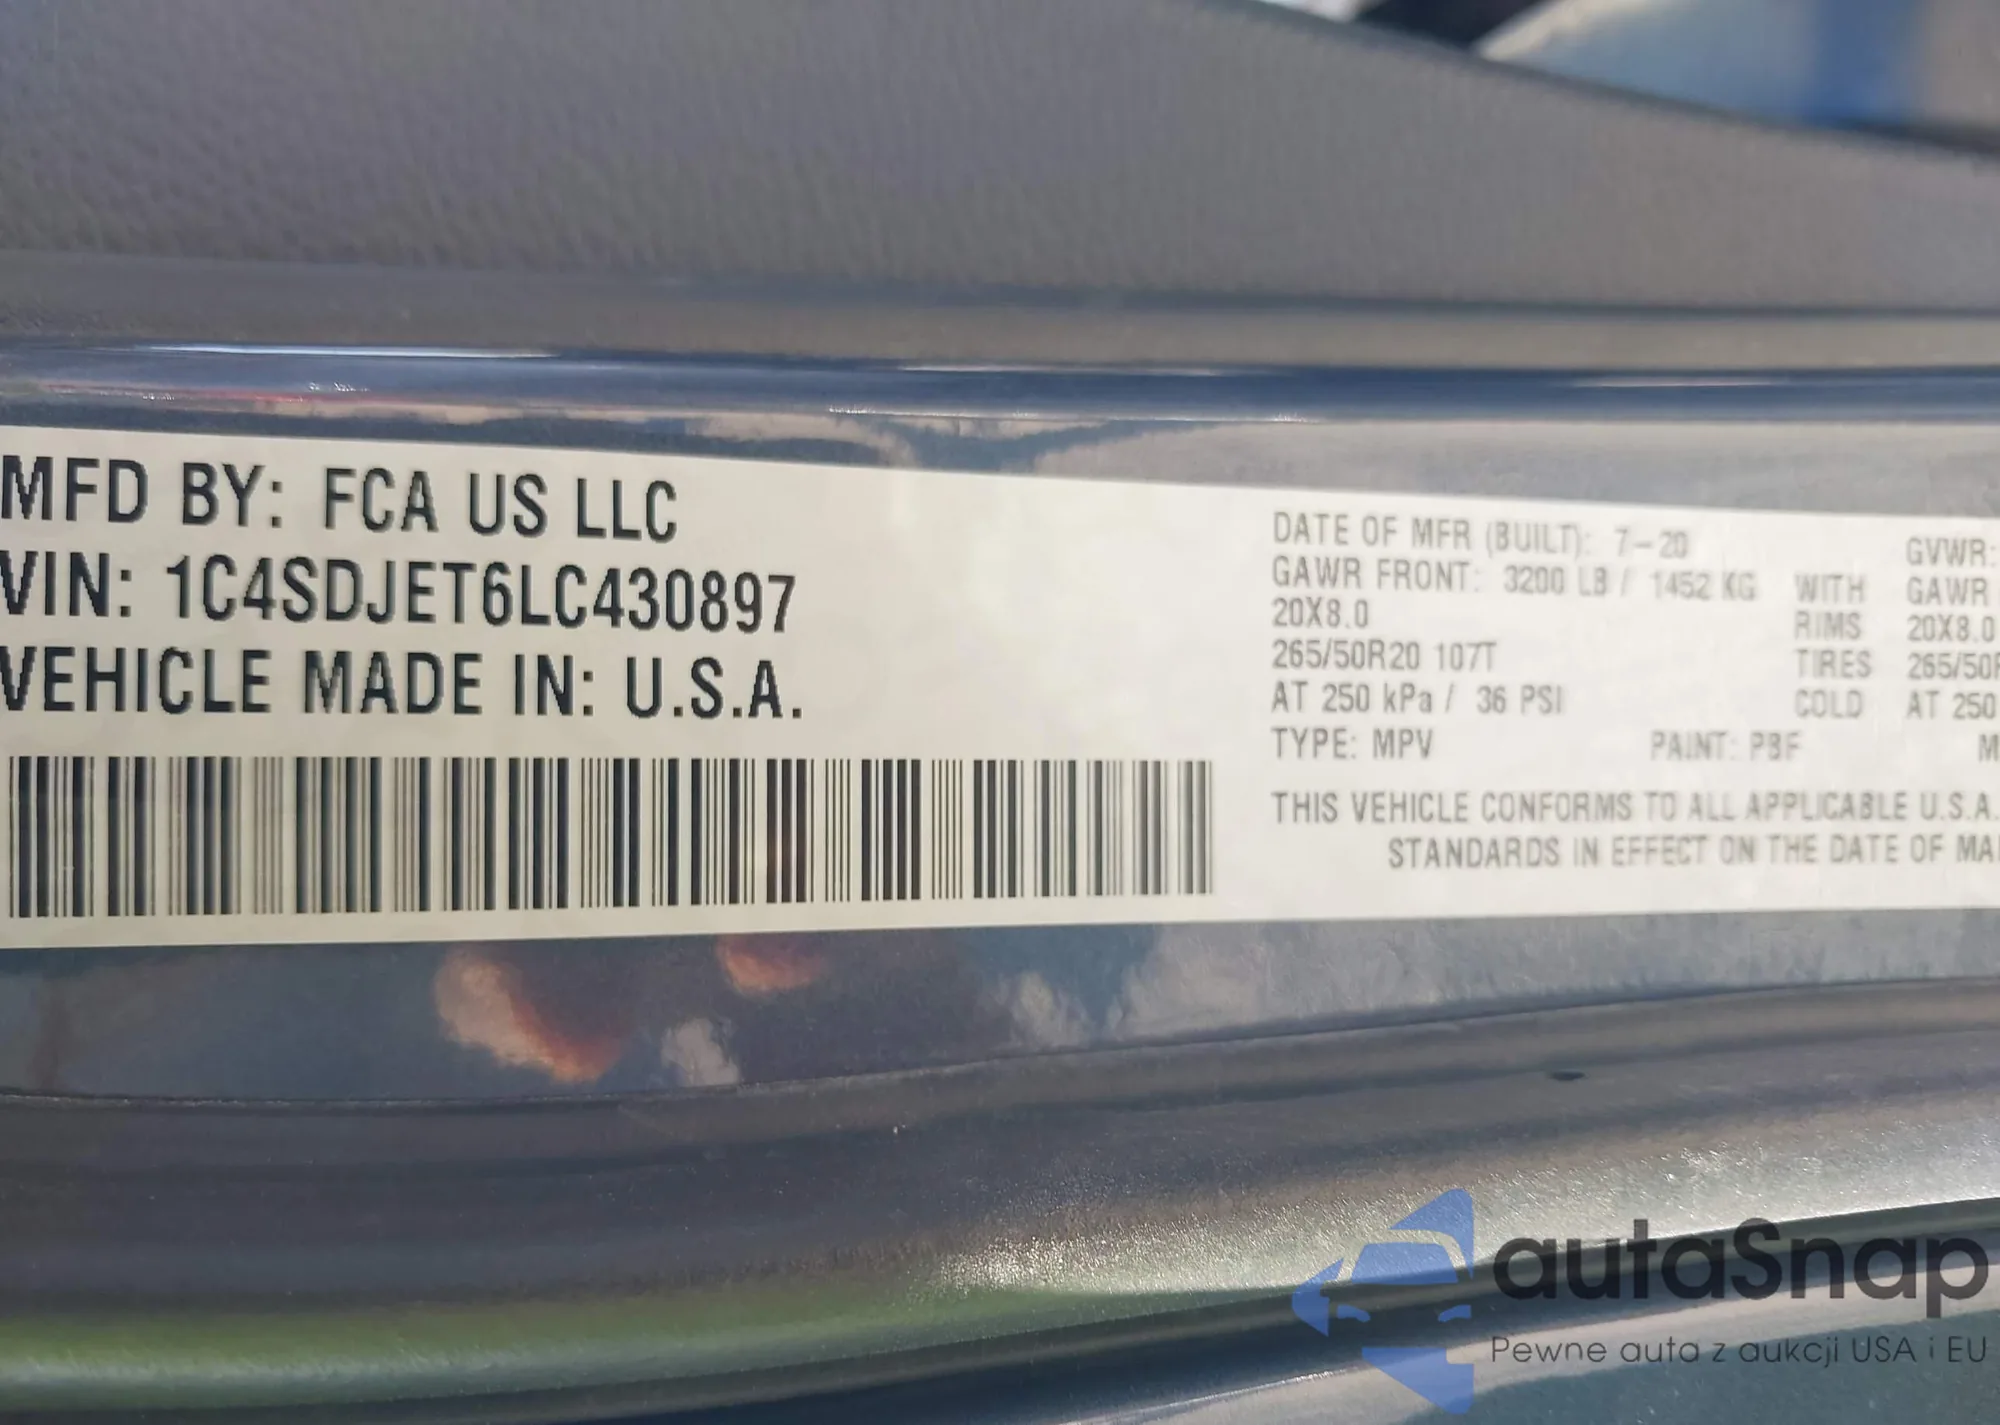 MFD BY: FCA US LLC
VIN: 1C4SDJET6LC430897
VEHICLE MADE IN: U.S.A.
DATE OF MFR (BUILT): 7-20 GVWR:
GAWR FRONT: 3200 LB / 1452 KG WITH GAWR
20X8.0 RIMS 20X8.0
265/50R20 107T TIRES 265/50R
AT 250 kPa / 36 PSI COLD AT 250
TYPE: MPV PAINT: PBF M
THIS VEHICLE CONFORMS TO ALL APPLICABLE U.S.A.
STANDARDS IN EFFECT ON THE DATE OF MA
autaSnap
Pewne auta z aukcji USA i EU